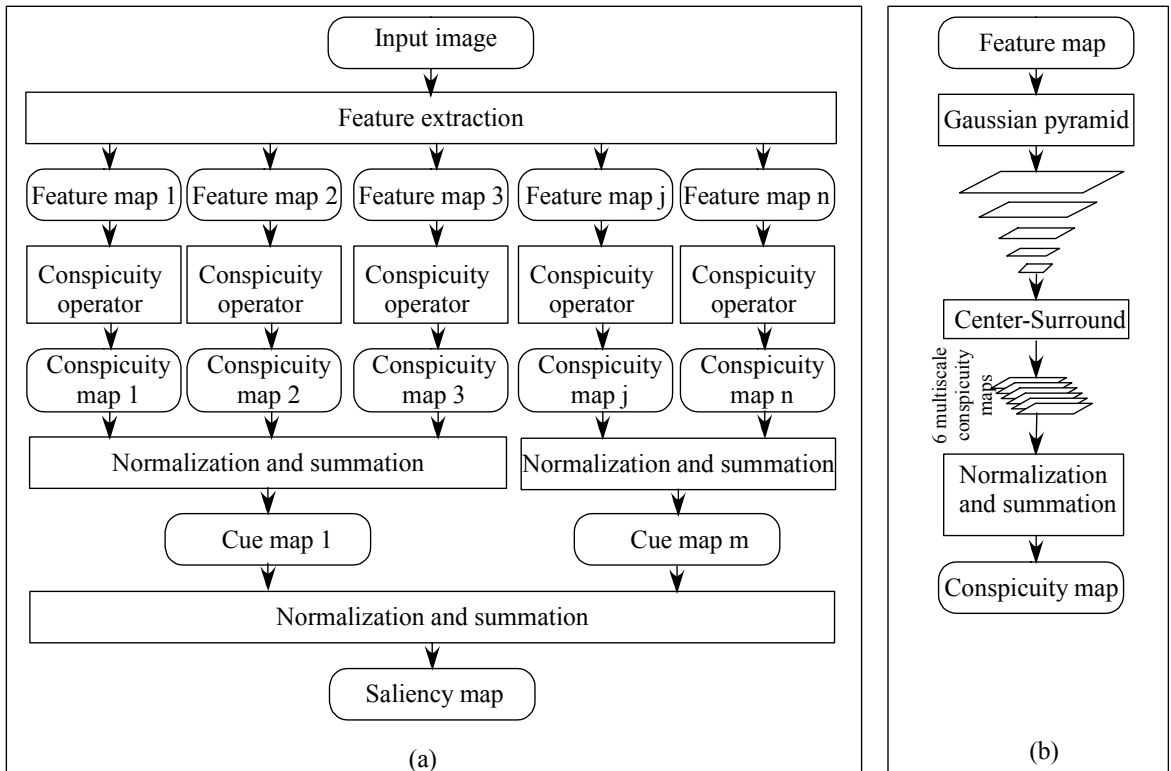 Input image
Feature extraction
Feature map 1
Feature map 2
Feature map 3
Feature map j
Feature map n
Conspicuity
operator
Conspicuity
operator
Conspicuity
operator
Conspicuity
operator
Conspicuity
operator
Conspicuity
map 1
Conspicuity
map 2
Conspicuity
map 3
Conspicuity
map j
Conspicuity
map n
Normalization and summation
Normalization and summation
Cue map 1
Cue map m
Normalization and summation
Saliency map
(a)
Feature map
Gaussian pyramid
Center-Surround
6 multiscale
conspicuity
maps
Normalization
and summation
Conspicuity map
(b)